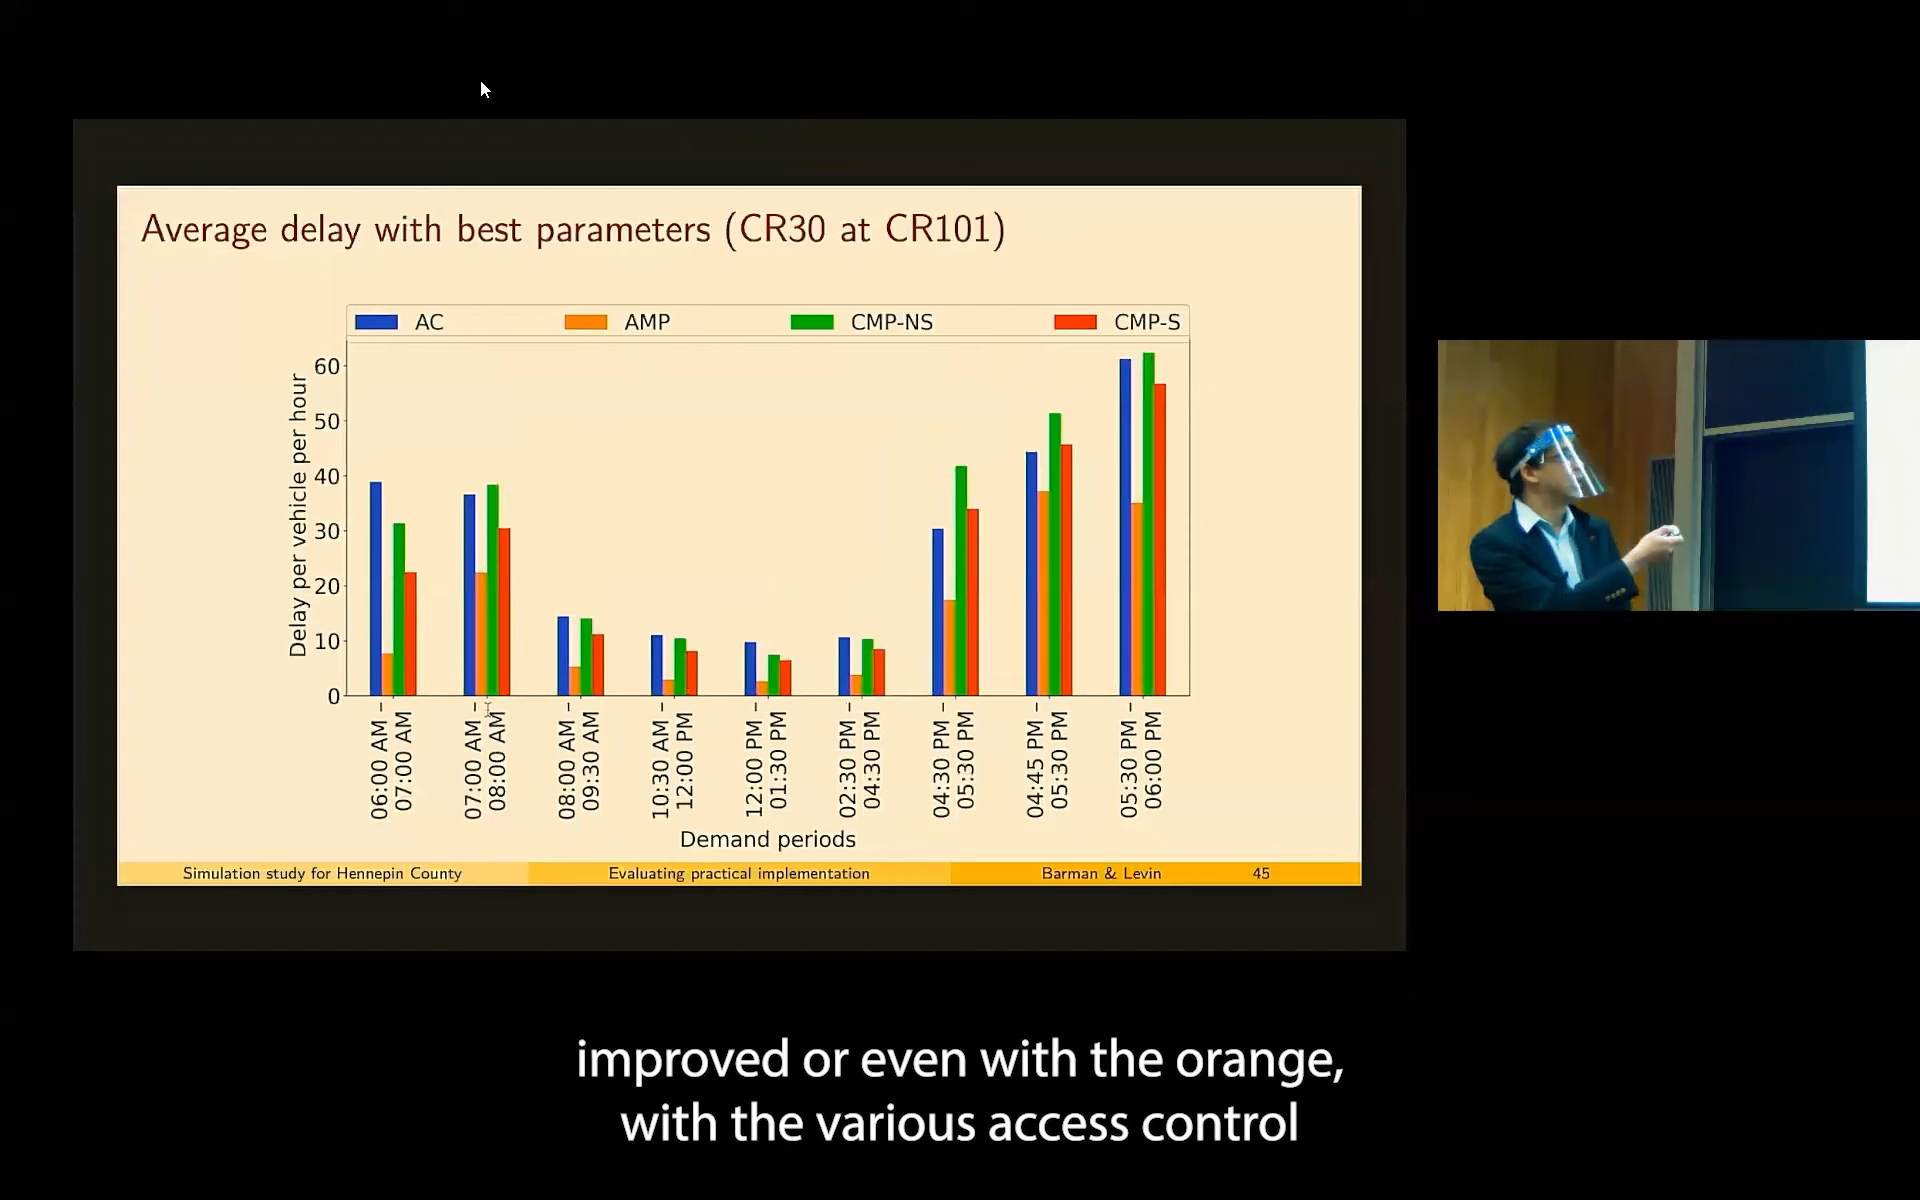 Average delay with best parameters (CR30 at CR101)
AC AMP CMP-NS CMP-S
Delay per vehicle per hour
60
50
40
30
20
10
0
06:00 AM –
07:00 AM
07:00 AM –
08:00 AM
08:00 AM –
09:30 AM
10:30 AM –
12:00 PM
12:00 PM –
01:30 PM
02:30 PM –
04:30 PM
04:30 PM –
05:30 PM
04:45 PM –
05:30 PM
05:30 PM –
06:00 PM
Demand periods
Simulation study for Hennepin County Evaluating practical implementation Barman & Levin 45
improved or even with the orange,
with the various access control